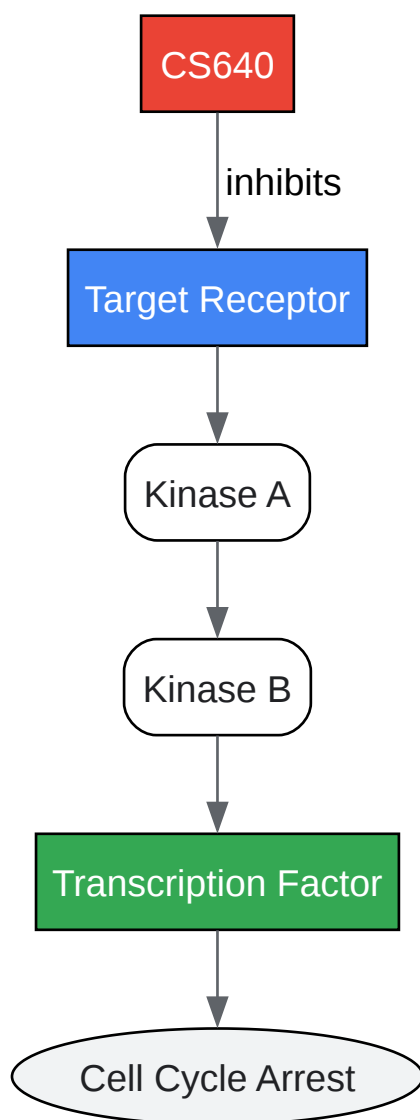 CS640
inhibits
Target Receptor
Kinase A
Kinase B
Transcription Factor
Cell Cycle Arrest